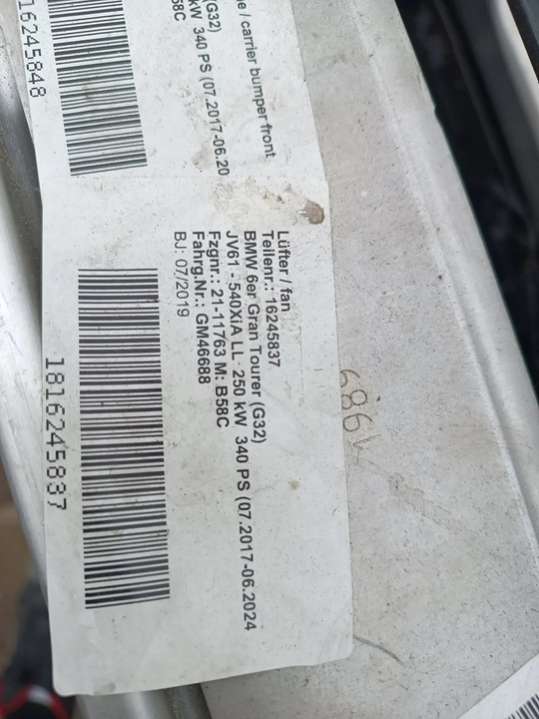 e / carrier bumper front
(G32)
kW 340 PS (07.2017-06.20
58C
16245848
Lüfter / fan
Teilenr.: 16245837
BMW 6er Gran Tourer (G32)
JV61 - 540XiA LL - 250 kW 340 PS (07.2017-06.2024
Fzgnr.: 21-11763 M: B58C
Fahrg.Nr.: GM46688
BJ: 07/2019
1816245837
686W